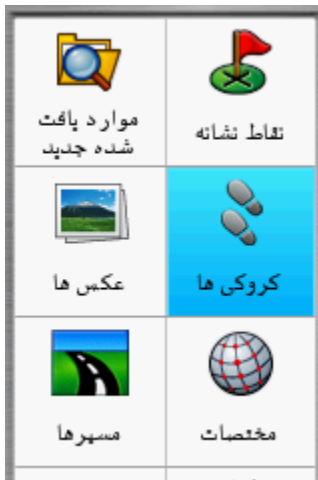 نقاط نشانه
موارد یافت
شده جدید
کروکی ها
عکس ها
مختصات
مسیرها